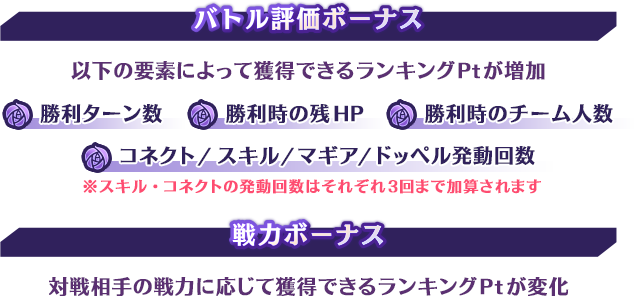 バトル評価ボーナス
以下の要素によって獲得できるランキングPtが増加
勝利ターン数 勝利時の残HP 勝利時のチーム人数
コネクト/スキル/マギア/ドッペル発動回数
※スキル・コネクトの発動回数はそれぞれ3回まで加算されます
戦力ボーナス
対戦相手の戦力に応じて獲得できるランキングPtが変化